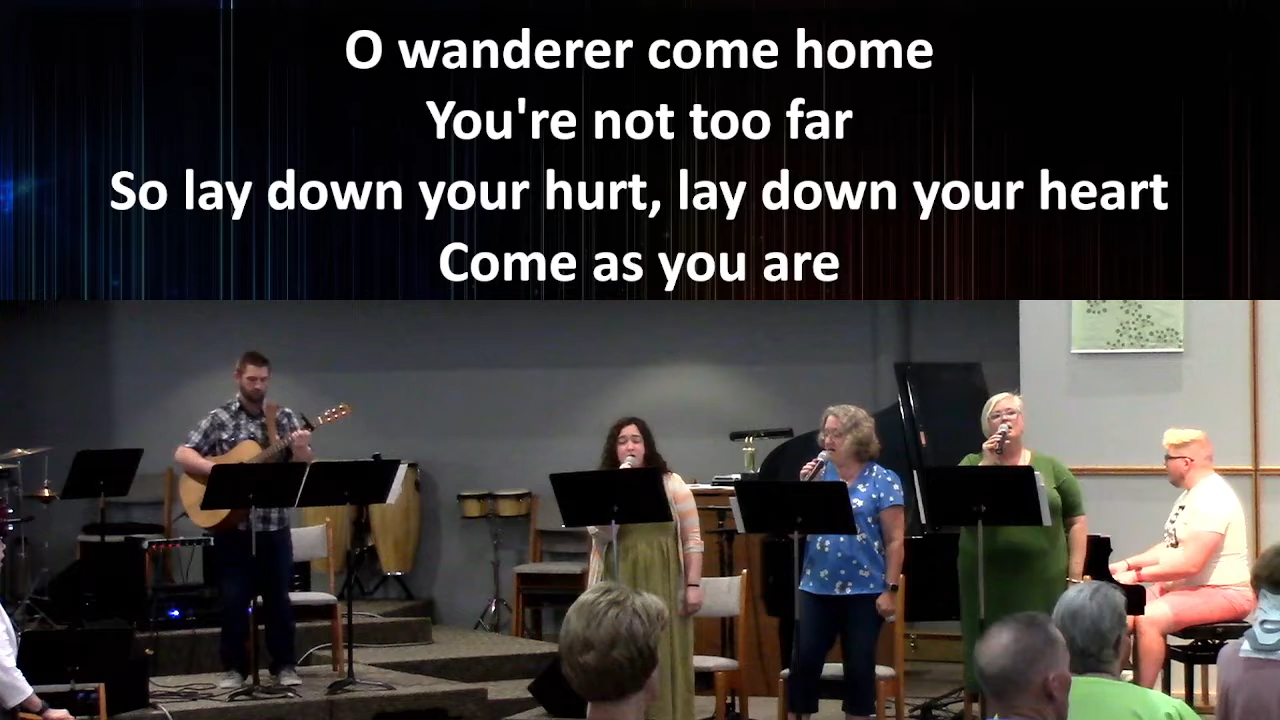 O wanderer come home
You're not too far
So lay down your hurt, lay down your heart
Come as you are